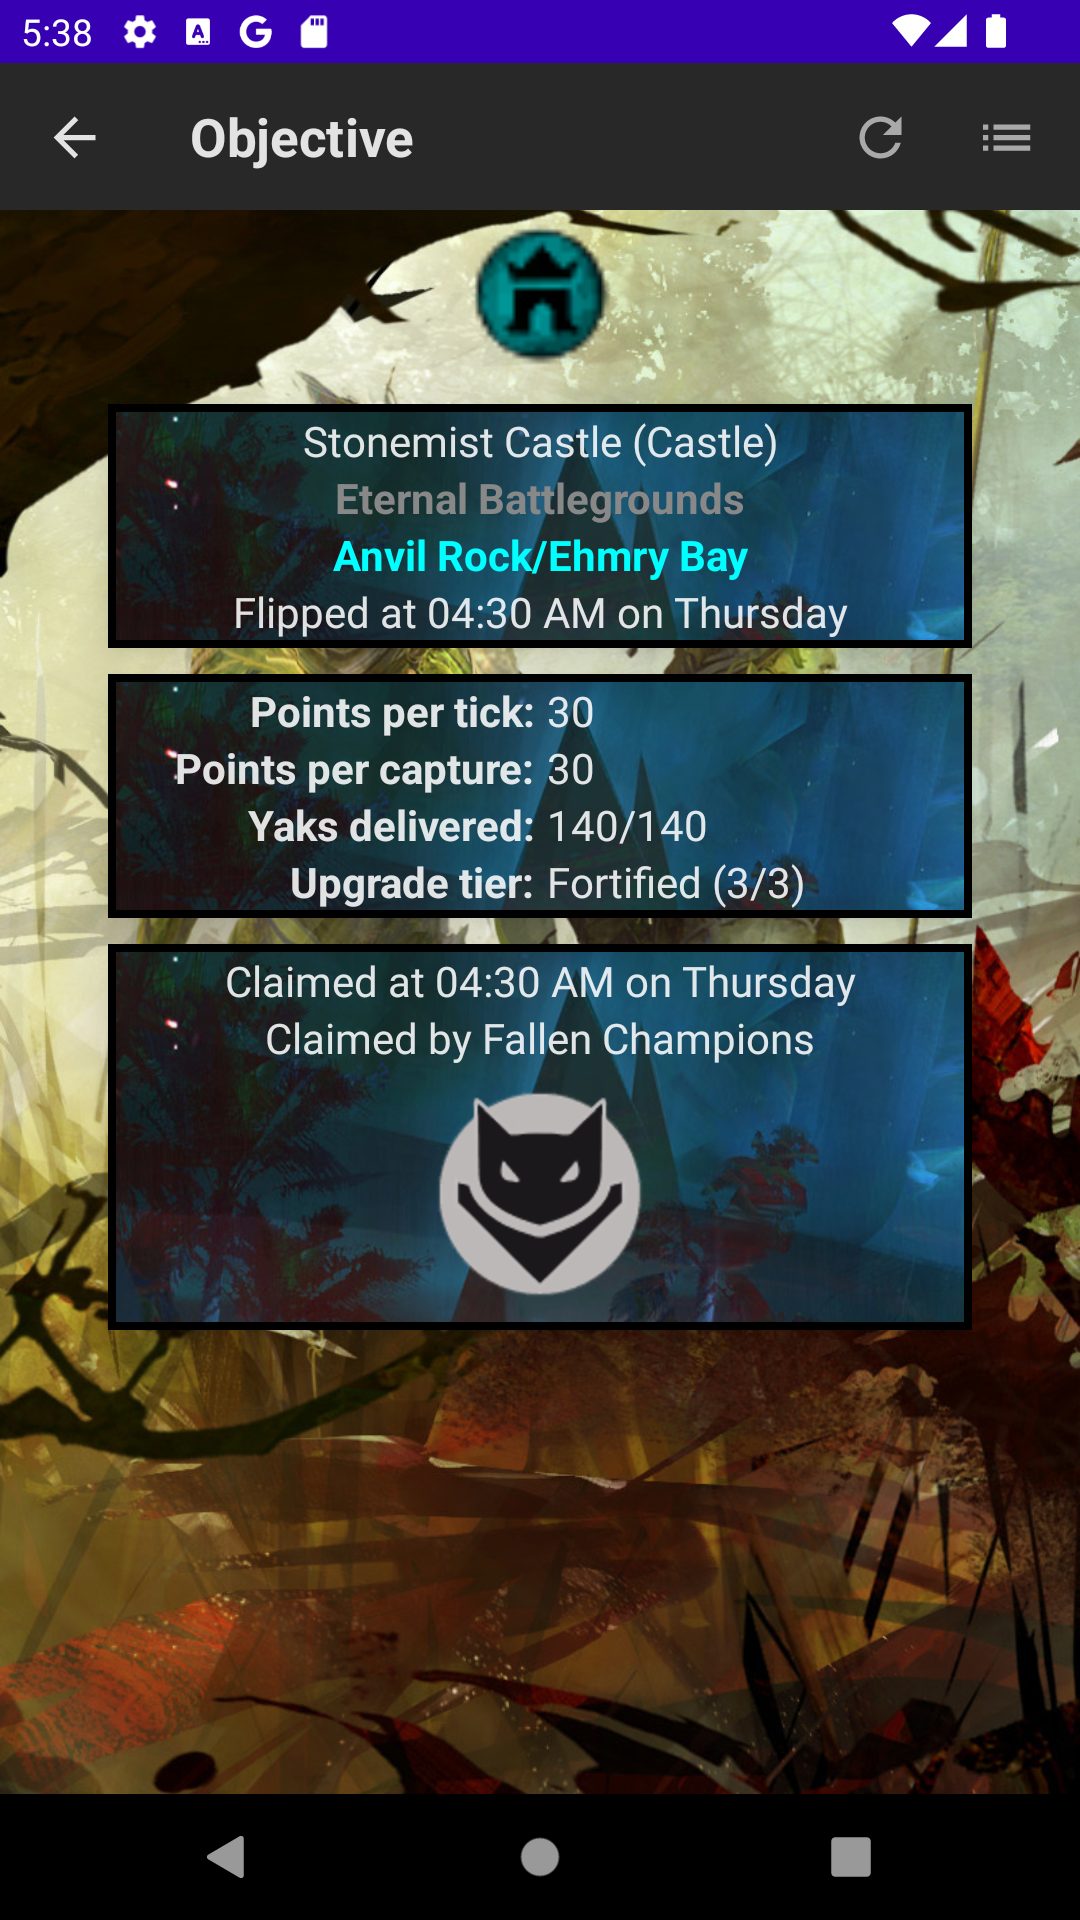 5:38
Objective
Stonemist Castle (Castle)
Eternal Battlegrounds
Anvil Rock/Ehmry Bay
Flipped at 04:30 AM on Thursday
Points per tick: 30
Points per capture: 30
Yaks delivered: 140/140
Upgrade tier: Fortified (3/3)
Claimed at 04:30 AM on Thursday
Claimed by Fallen Champions